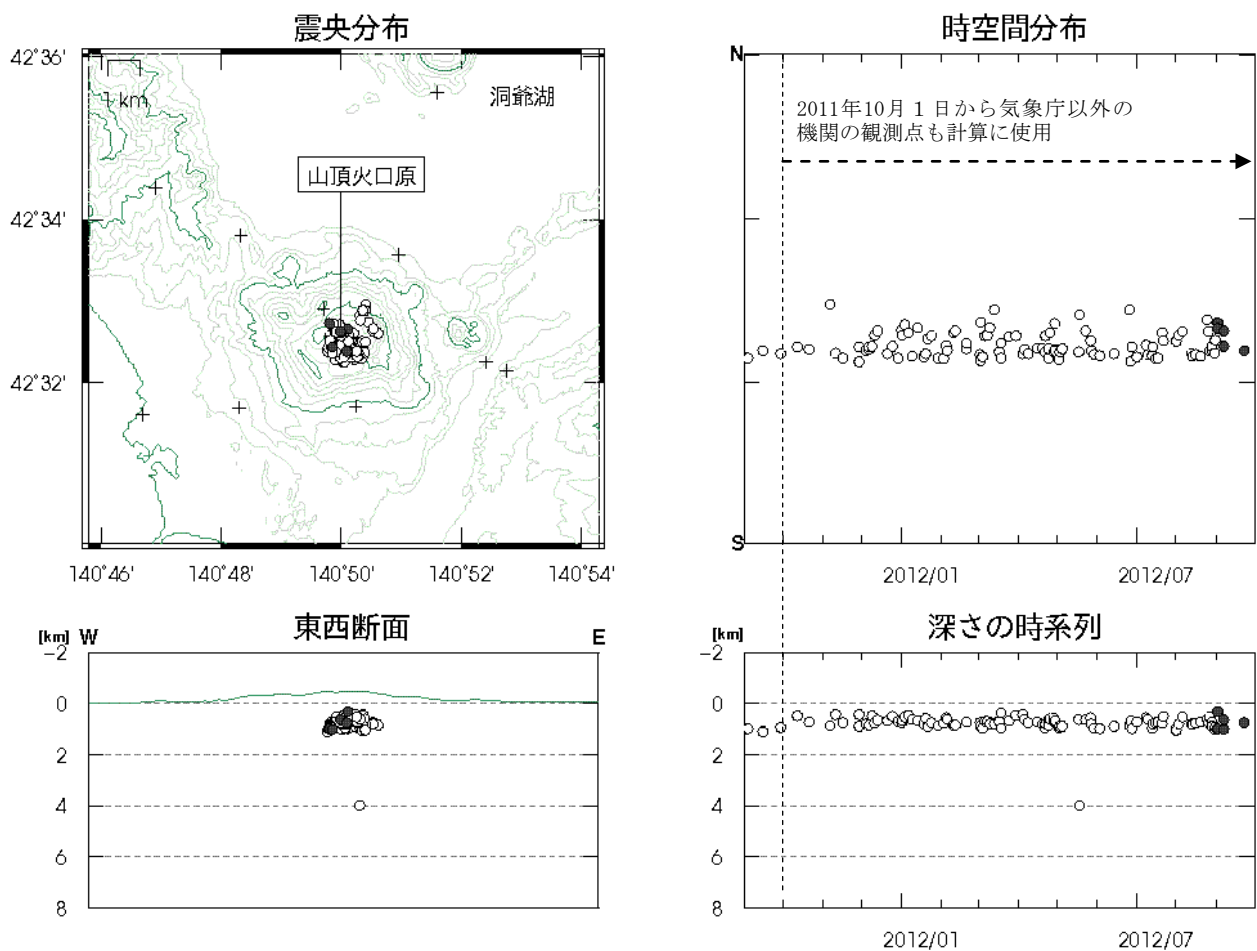 震央分布
42°36'
42°34'
42°32'
1 km
洞爺湖
山頂火口原
140°46'
140°48'
140°50'
140°52'
140°54'
時空間分布
N
2011年10月１日から気象庁以外の
機関の観測点も計算に使用
S
2012/01
2012/07
東西断面
[km]
W
E
-2
0
2
4
6
8
深さの時系列
[km]
-2
0
2
4
6
8
2012/01
2012/07